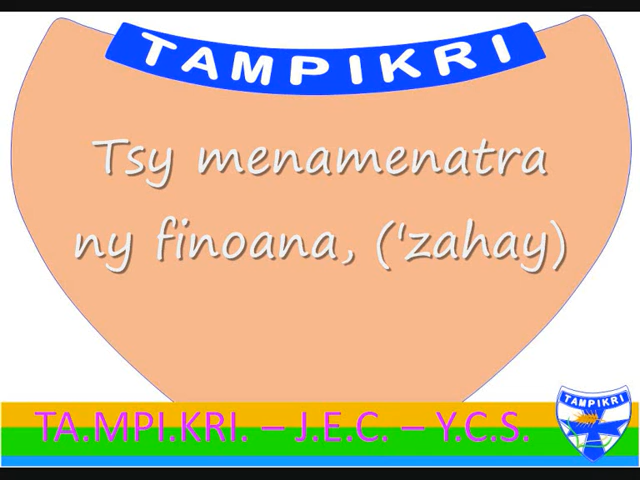 TAMPIKRI
Tsy menamenatra
ny finoana, ('zahay)
TA.MPI.KRI. – J.E.C. – Y.C.S.
TAMPIKRI